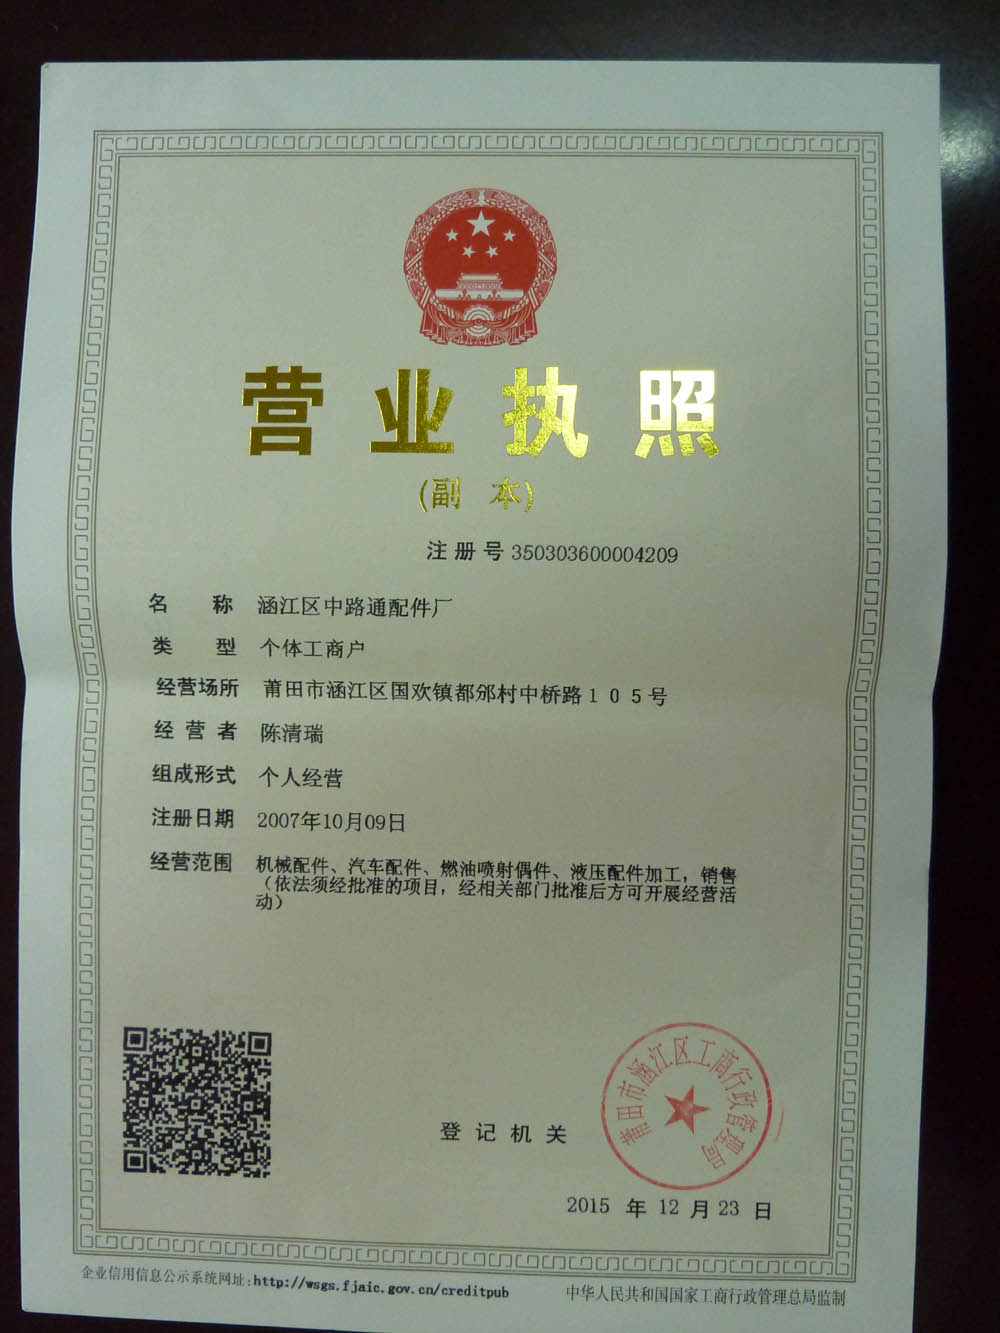 营业执照
(副 本)
注册号 350303600004209
名 称 涵江区中路通配件厂
类 型 个体工商户
经营场所 莆田市涵江区国欢镇都邠村中桥路105号
经营者 陈清瑞
组成形式 个人经营
注册日期 2007年10月09日
经营范围 机械配件、汽车配件、燃油喷射偶件、液压配件加工,销售
(依法须经批准的项目,经相关部门批准后方可开展经营活
动)
莆田市涵江区工商行政管理局
登记机关
2015 年 12 月 23 日
企业信用信息公示系统网址:http://wsgs.fjaic.gov.cn/creditpub
中华人民共和国国家工商行政管理总局监制